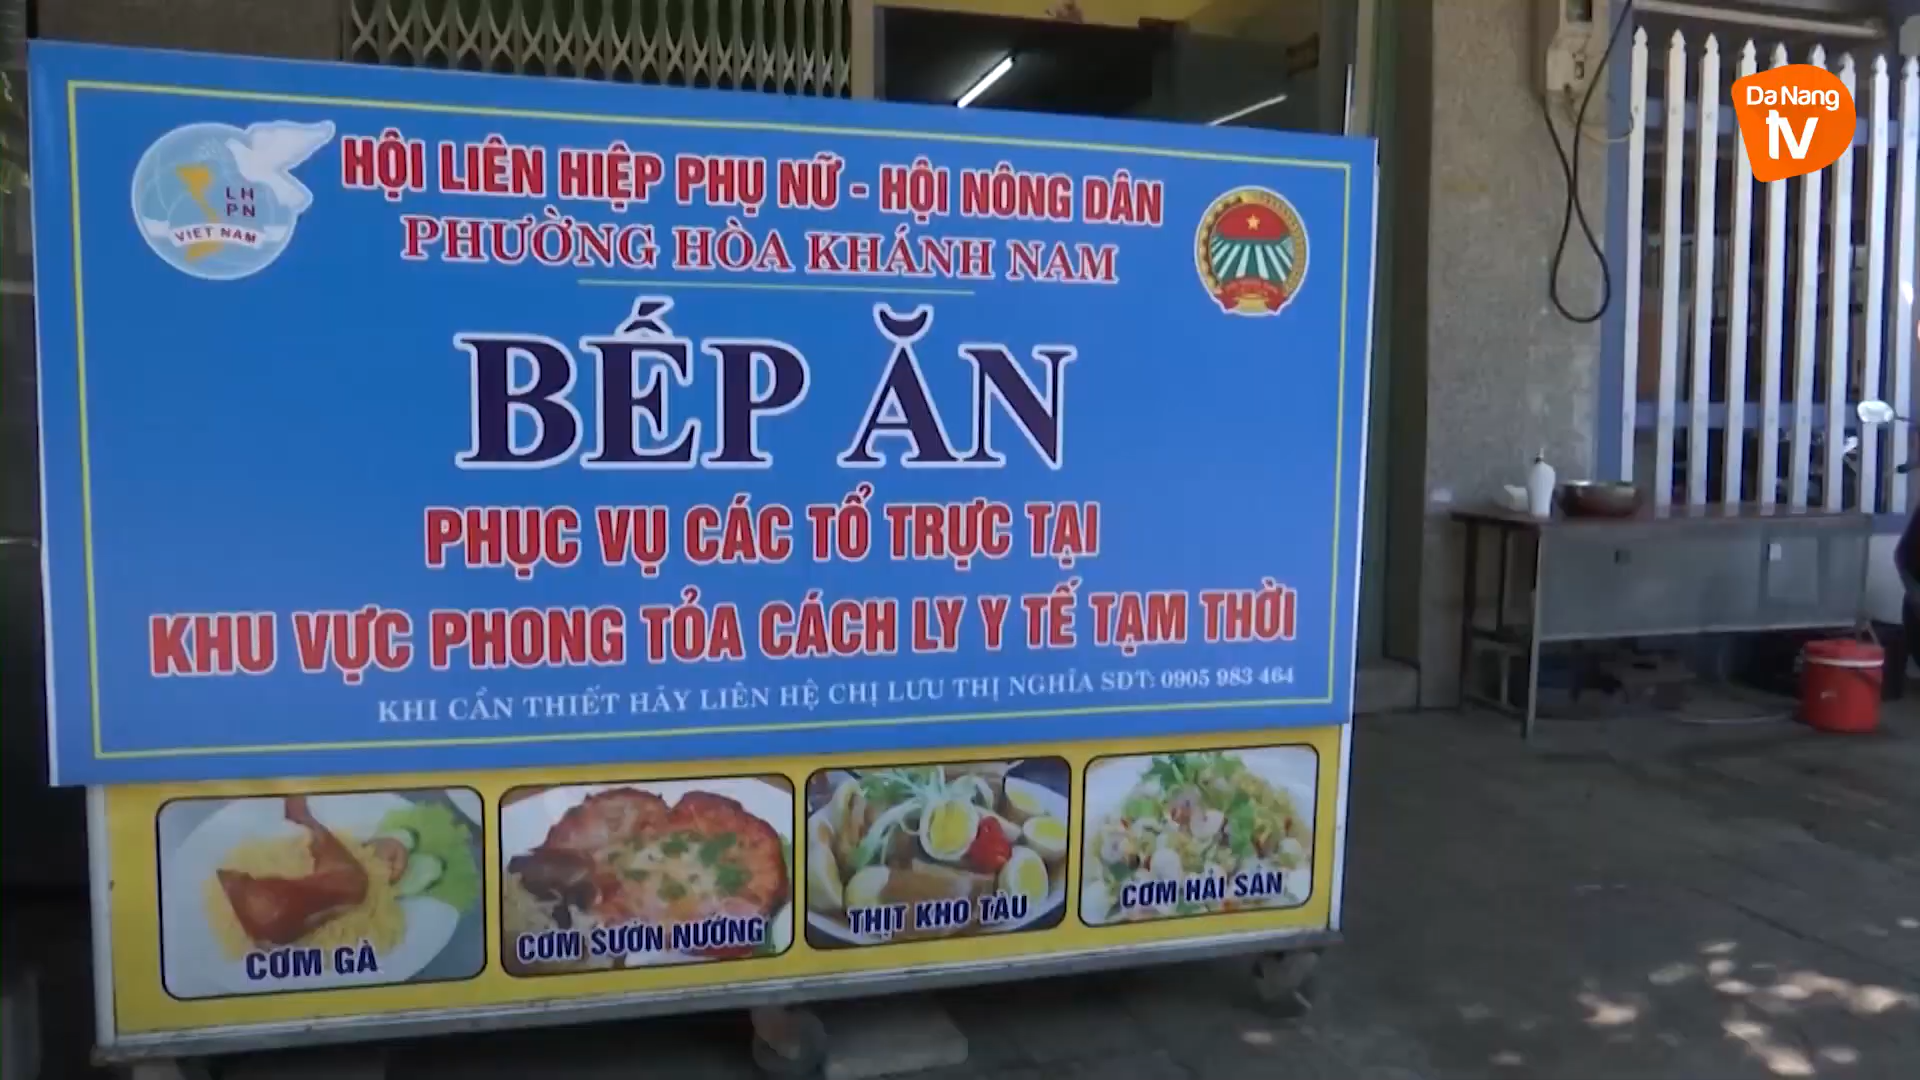 Da Nang
tv
LH
PN
VIET NAM
HỘI LIÊN HIỆP PHỤ NỮ - HỘI NÔNG DÂN
PHƯỜNG HÒA KHÁNH NAM
BẾP ĂN
PHỤC VỤ CÁC TỔ TRỰC TẠI
KHU VỰC PHONG TỎA CÁCH LY Y TẾ TẠM THỜI
KHI CẦN THIẾT HÃY LIÊN HỆ CHỊ LƯU THỊ NGHĨA SĐT: 0905 983 464
CƠM GÀ
CƠM SƯỜN NƯỚNG
THỊT KHO TÀU
CƠM HẢI SẢN